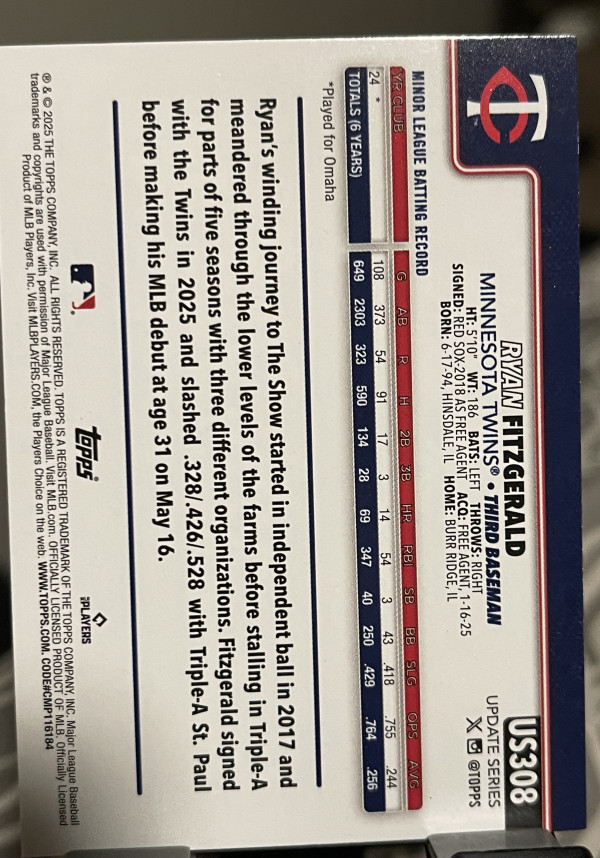 TC
US308
RYAN FITZGERALD
UPDATE SERIES
MINNESOTA TWINS® • THIRD BASEMAN
@TOPPS
HT: 5'10" WT: 186 BATS: LEFT THROWS: RIGHT
SIGNED: RED SOX-2018 AS FREE AGENT ACQ: FREE AGENT, 1-16-25
BORN: 6-17-94, HINSDALE, IL HOME: BURR RIDGE, IL
MINOR LEAGUE BATTING RECORD
YR CLUB G AB R H 2B 3B HR RBI SB BB SLG OPS AVG
24 * 108 373 54 91 17 3 14 54 3 43 .418 .755 .244
TOTALS (6 YEARS) 649 2303 323 590 134 28 69 347 40 250 .429 .764 .256
*Played for Omaha
Ryan's winding journey to The Show started in independent ball in 2017 and
meandered through the lower levels of the farms before stalling in Triple-A
for parts of five seasons with three different organizations. Fitzgerald signed
with the Twins in 2025 and slashed .328/.426/.528 with Triple-A St. Paul
before making his MLB debut at age 31 on May 16.
topps®
PLAYERS
® & © 2025 THE TOPPS COMPANY, INC. ALL RIGHTS RESERVED. TOPPS IS A REGISTERED TRADEMARK OF THE TOPPS COMPANY, INC. Major League Baseball
trademarks and copyrights are used with permission of Major League Baseball. Visit MLB.com. OFFICIALLY LICENSED PRODUCT OF MLB. Officially Licensed
Product of MLB Players, Inc. Visit MLBPLAYERS.COM, the Players Choice on the web. WWW.TOPPS.COM. CODE#CMP116184